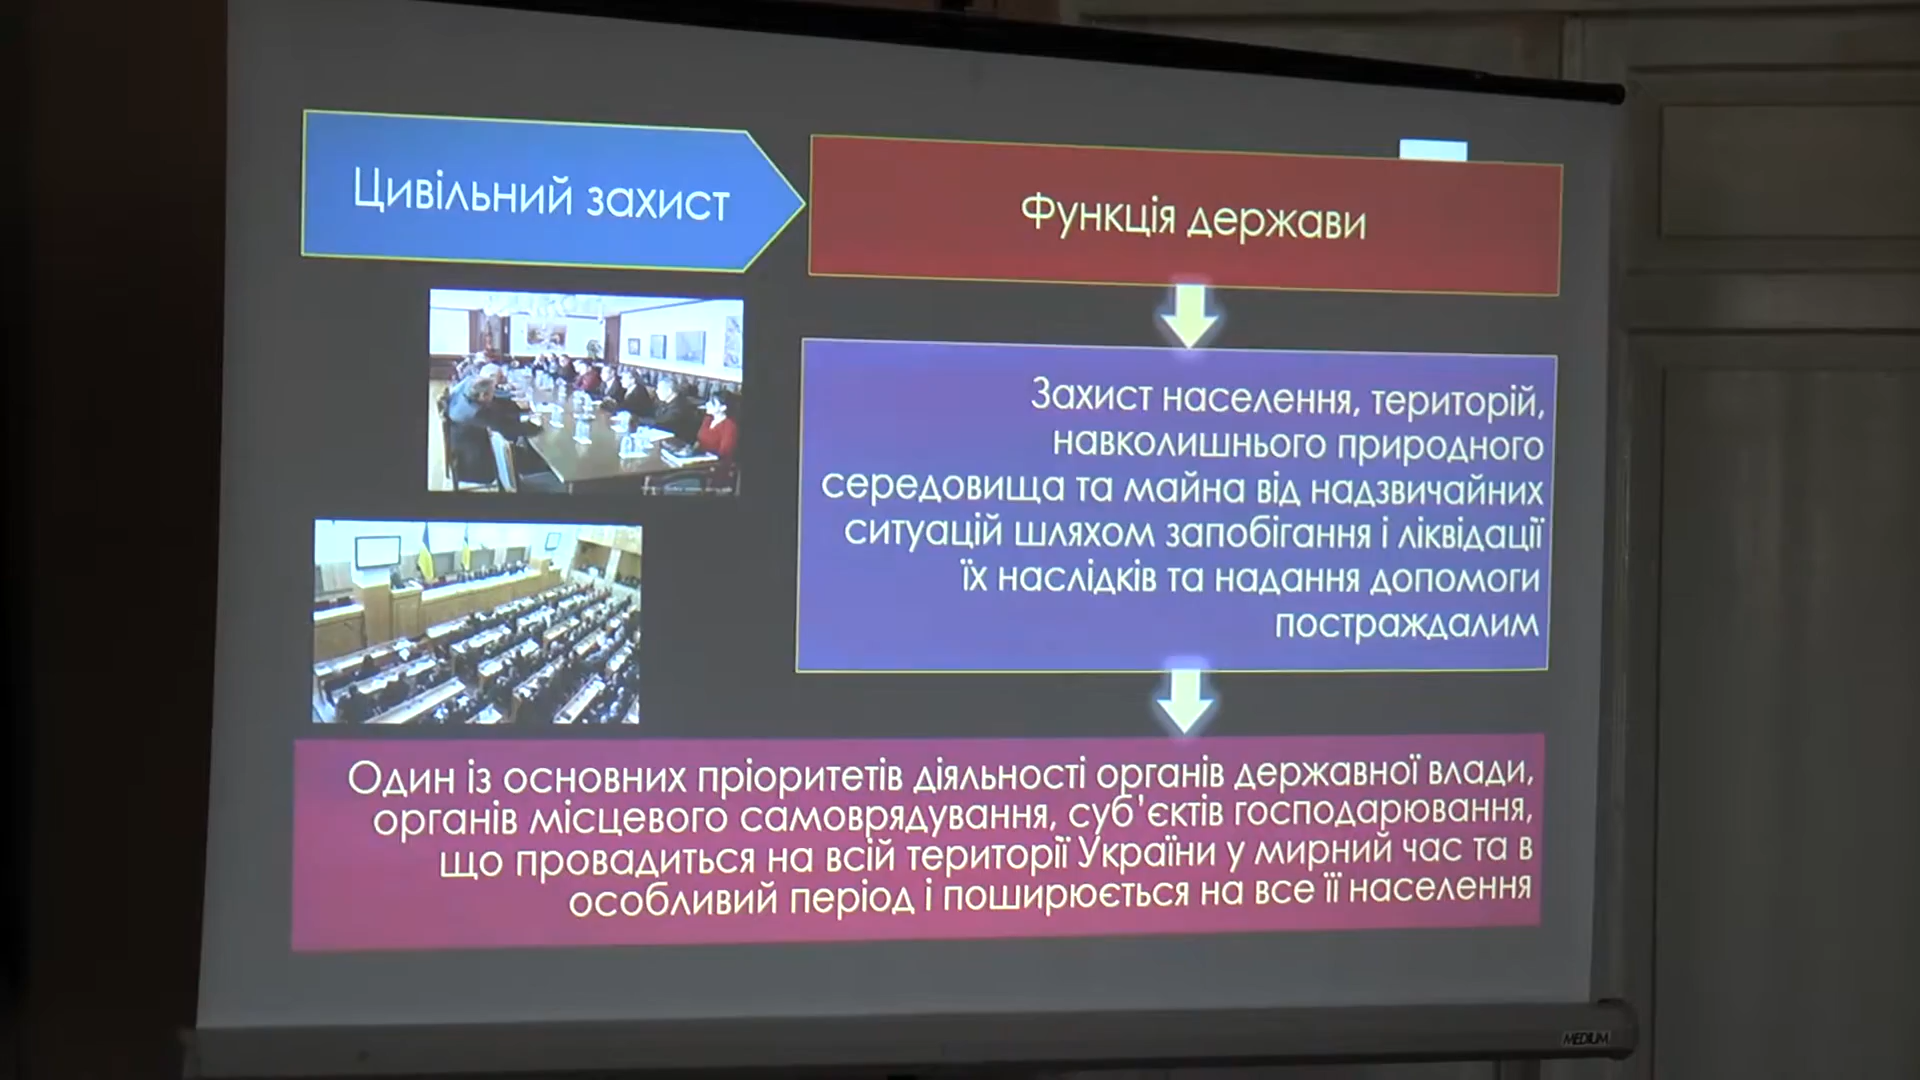 Цивільний захист
Функція держави
Захист населення, територій,
навколишнього природного
середовища та майна від надзвичайних
ситуацій шляхом запобігання і ліквідації
їх наслідків та надання допомоги
постраждалим
Один із основних пріоритетів діяльності органів державної влади,
органів місцевого самоврядування, суб’єктів господарювання,
що провадиться на всій території України у мирний час та в
особливий період і поширюється на все її населення
MEDIUM